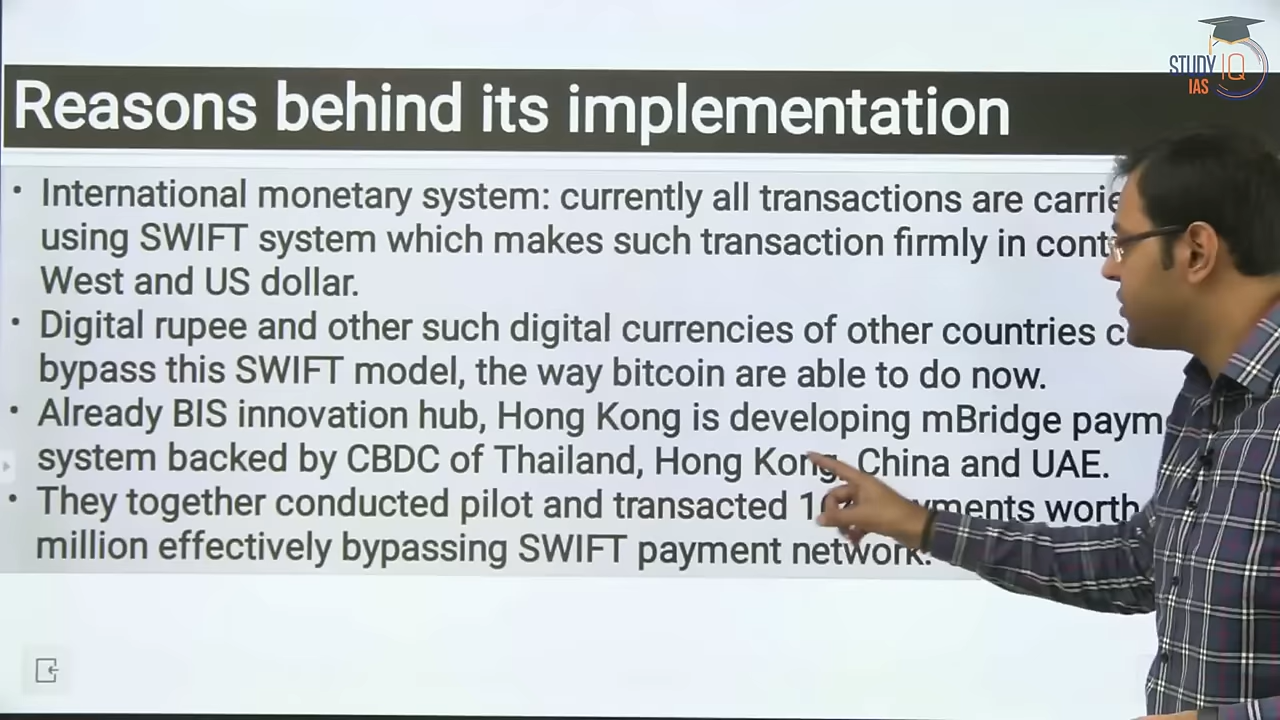 STUDY IQ
IAS
Reasons behind its implementation
• International monetary system: currently all transactions are
using SWIFT system which makes such transaction firmly in
West and US dollar.
• Digital rupee and other such digital currencies of other countries
bypass this SWIFT model, the way bitcoin are able to do now.
• Already BIS innovation hub, Hong Kong is developing mBridge
system backed by CBDC of Thailand, Hong Kong, China and UAE.
• They together conducted pilot and transacted worth
million effectively bypassing SWIFT payment network.